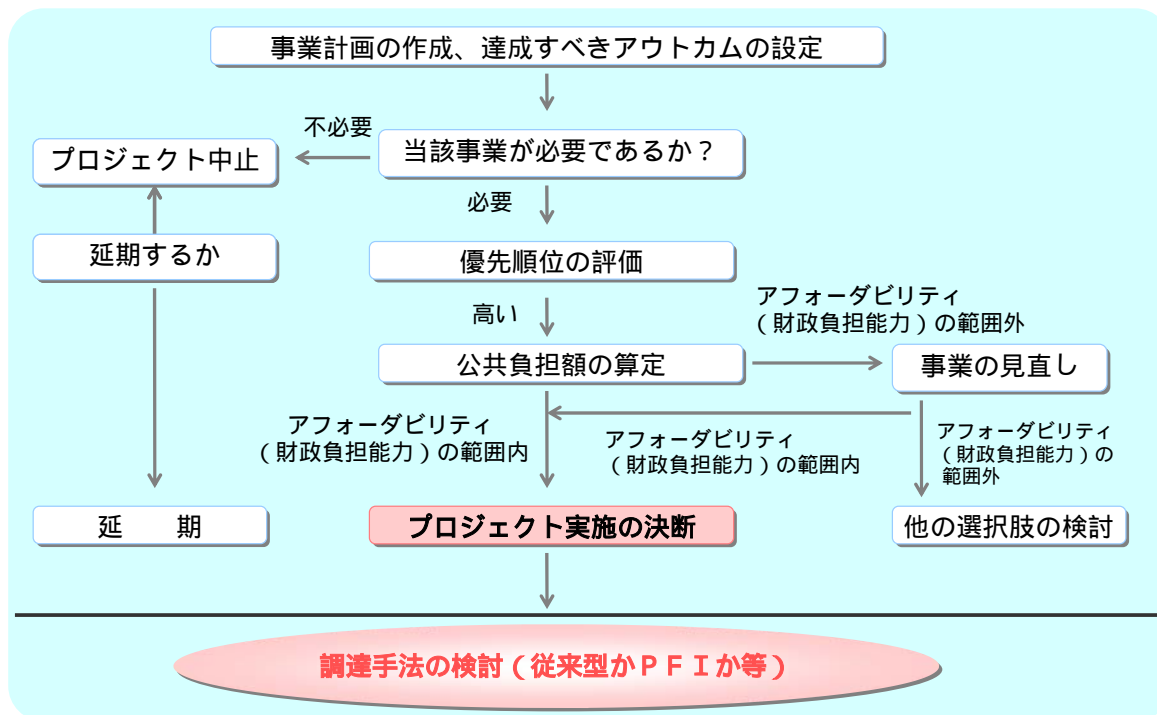 事業計画の作成、達成すべきアウトカムの設定
不必要
当該事業が必要であるか？
プロジェクト中止
必要
延期するか
優先順位の評価
高い
アフォーダビリティ
（財政負担能力）の範囲外
公共負担額の算定
事業の見直し
アフォーダビリティ
（財政負担能力）の範囲内
アフォーダビリティ
（財政負担能力）の範囲内
アフォーダビリティ
（財政負担能力）の
範囲外
延　　期
プロジェクト実施の決断
他の選択肢の検討
調達手法の検討（従来型かＰＦＩか等）